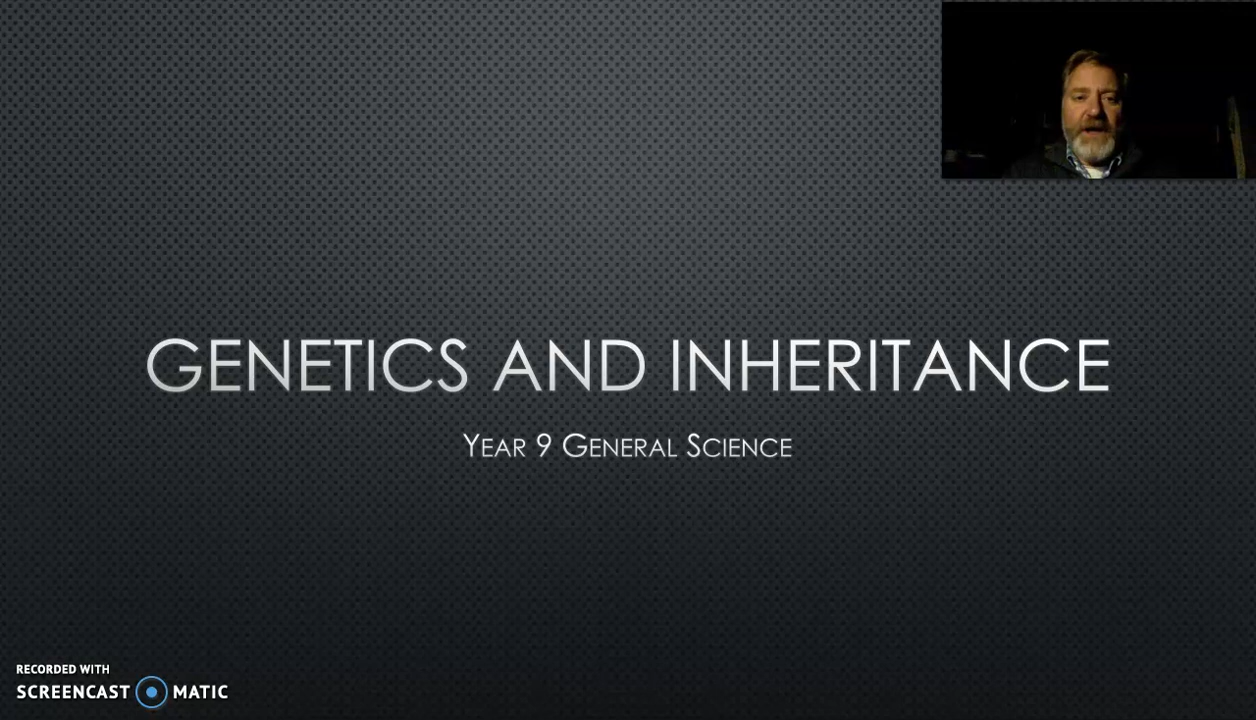 GENETICS AND INHERITANCE
YEAR 9 GENERAL SCIENCE
RECORDED WITH
SCREENCAST MATIC